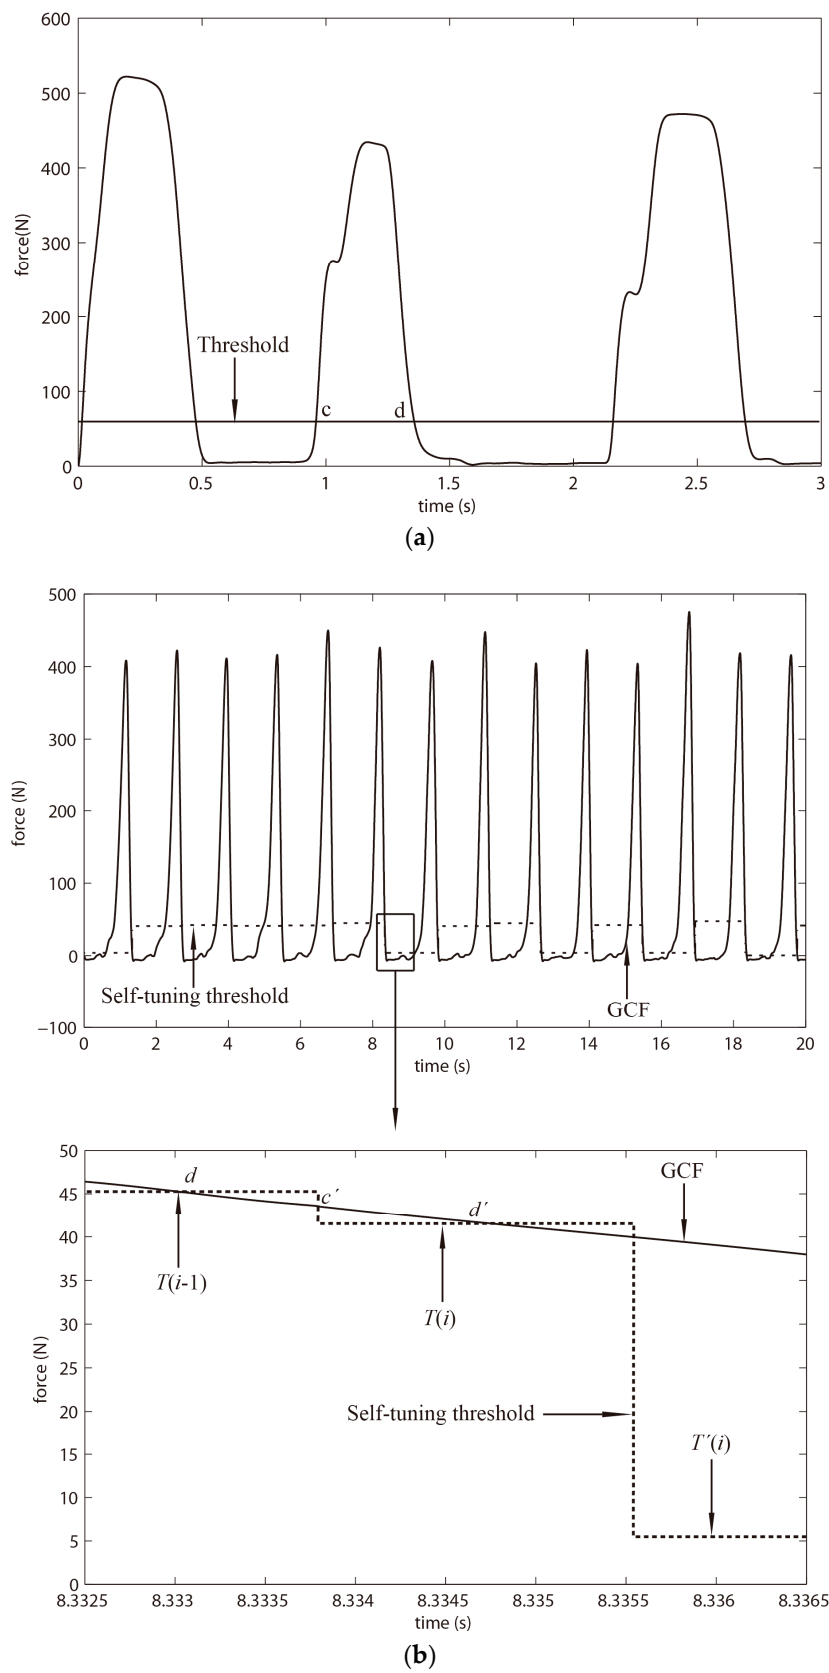 600
500
400
300
200
100
0
force(N)
Threshold
c
d
0 0.5 1 1.5 2 2.5 3
time (s)
(a)
500
400
300
200
100
0
−100
force (N)
Self-tuning threshold
GCF
0 2 4 6 8 10 12 14 16 18 20
time (s)
50
45
40
35
30
25
20
15
10
5
0
force (N)
d
c´
d´
GCF
T(i-1)
T(i)
Self-tuning threshold
T´(i)
8.3325 8.333 8.3335 8.334 8.3345 8.335 8.3355 8.336 8.3365
time (s)
(b)